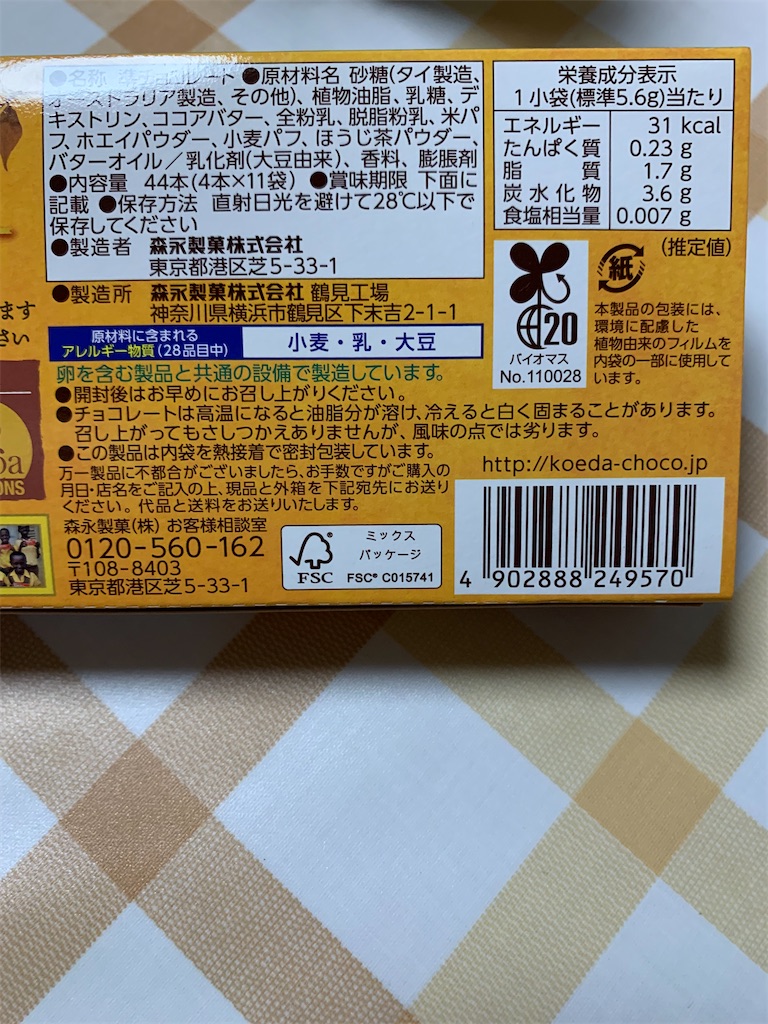 ●名称 準チョコレート ●原材料名 砂糖(タイ製造、
オーストラリア製造、その他)、植物油脂、乳糖、デ
キストリン、ココアバター、全粉乳、脱脂粉乳、米パ
フ、ホエイパウダー、小麦パフ、ほうじ茶パウダー、
バターオイル／乳化剤(大豆由来)、香料、膨脹剤
●内容量 44本(4本×11袋) ●賞味期限 下面に
記載 ●保存方法 直射日光を避けて28℃以下で
保存してください
●製造者 森永製菓株式会社
東京都港区芝5-33-1
●製造所 森永製菓株式会社 鶴見工場
神奈川県横浜市鶴見区下末吉2-1-1
原材料に含まれる
アレルギー物質(28品目中)
小麦・乳・大豆
卵を含む製品と共通の設備で製造しています。
●開封後はお早めにお召し上がりください。
●チョコレートは高温になると油脂分が溶け、冷えると白く固まることがあります。
召し上がってもさしつかえありませんが、風味の点では劣ります。
●この製品は内袋を熱接着で密封包装しています。
万一製品に不都合がございましたら、お手数ですがご購入の
月日・店名をご記入の上、現品と外箱を下記宛先にお送り
ください。代品と送料をお送りいたします。
森永製菓(株) お客様相談室
0120-560-162
〒108-8403
東京都港区芝5-33-1
FSC
ミックス
パッケージ
FSC® C015741
栄養成分表示
1小袋(標準5.6g)当たり
エネルギー 31 kcal
たんぱく質 0.23 g
脂質 1.7 g
炭水化物 3.6 g
食塩相当量 0.007 g
(推定値)
紙
20
バイオマス
No.110028
本製品の包装には、
環境に配慮した
植物由来のフィルムを
内袋の一部に使用して
います。
http://koeda-choco.jp
4 902888 249570
ます
さい
ONS